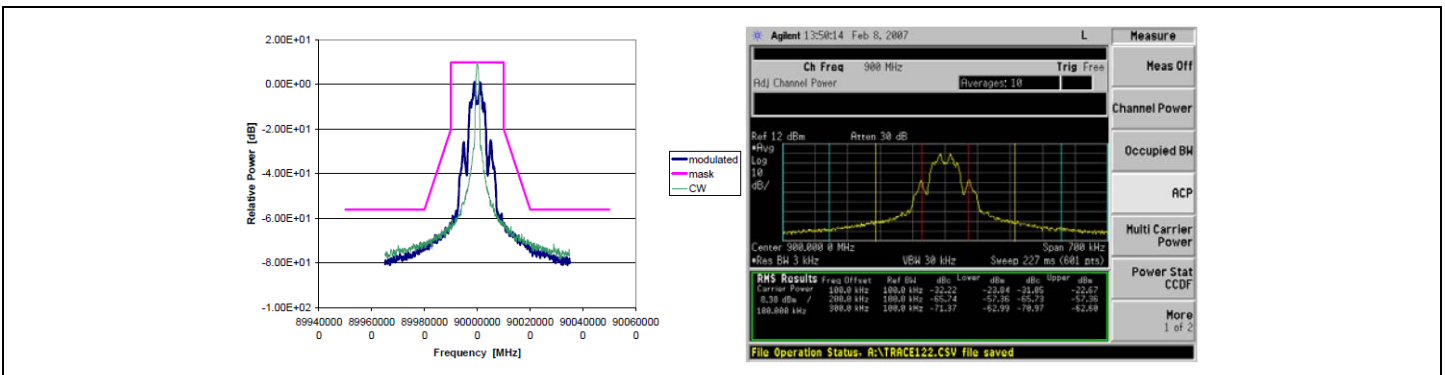 2.00E+01
0.00E+00
-2.00E+01
-4.00E+01
-6.00E+01
-8.00E+01
-1.00E+02
Relative Power [dB]
89940000 89960000 89980000 90000000 90020000 90040000 90060000
0 0 0 0 0 0 0
Frequency [MHz]
modulated
mask
CW
Agilent 13:50:14 Feb 8, 2007 L
Ch Freq 900 MHz Trig Free
Adj Channel Power Averages: 10
Ref 12 dBm Atten 30 dB
*Avg
Log
10
dB/
Center 900.000 0 MHz Span 700 kHz
*Res BW 3 kHz VBW 30 kHz Sweep 227 ms (601 pts)
RMS Results Freq Offset Ref BW dBc Lower dBm dBc Upper dBm
Carrier Power 100.0 kHz 100.0 kHz -32.22 -23.84 -31.05 -22.67
8.38 dBm / 200.0 kHz 100.0 kHz -65.74 -57.36 -65.73 -57.36
100.000 kHz 300.0 kHz 100.0 kHz -71.37 -62.99 -70.97 -62.60
File Operation Status, A:\TRACE122.CSV file saved
Measure
Meas Off
Channel Power
Occupied BW
ACP
Multi Carrier
Power
Power Stat
CCDF
More
1 of 2